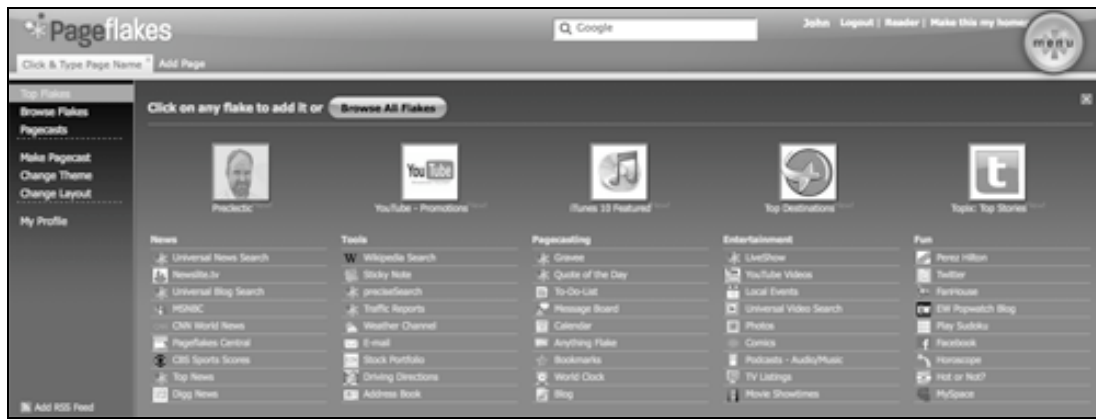 Pageflakes
Google
John Logout | Reader | Make this my home
menu
Click & Type Page Name Add Page
Top Flakes
Browse Flakes
Pagecasts
Make Pagecast
Change Theme
Change Layout
My Profile
Add RSS Feed
Click on any flake to add it or Browse All Flakes
You Tube
t
Preclectic
YouTube - Promotions
iTunes 10 Featured
Top Destinations
Topix: Top Stories
News
Universal News Search
Newslite.tv
Universal Blog Search
MSNBC
CNN World News
Pageflakes Central
CBS Sports Scores
Top News
Digg News
Tools
W Wikipedia Search
Sticky Note
preciseSearch
Traffic Reports
Weather Channel
E-mail
Stock Portfolio
Driving Directions
Address Book
Pagecasting
Gravee
Quote of the Day
To-Do-List
Message Board
Calendar
Anything Flake
Bookmarks
World Clock
Blog
Entertainment
LiveShow
YouTube Videos
Local Events
Universal Video Search
Photos
Comics
Podcasts - Audio/Music
TV Listings
Movie Showtimes
Fun
Perez Hilton
Twitter
FanHouse
EW Popwatch Blog
Play Sudoku
Facebook
Horoscope
Hot or Not?
MySpace